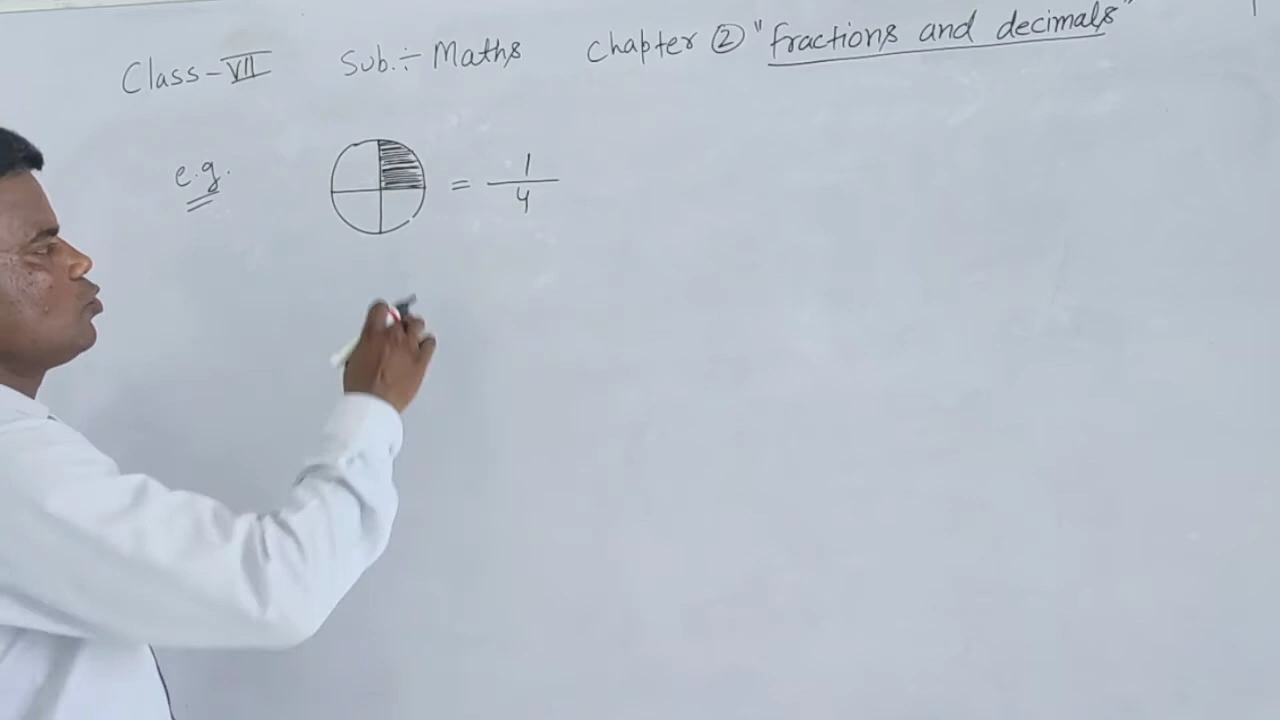 Class-VII Sub.:- Maths Chapter ② "fractions and decimals"
e.g. = 1/4